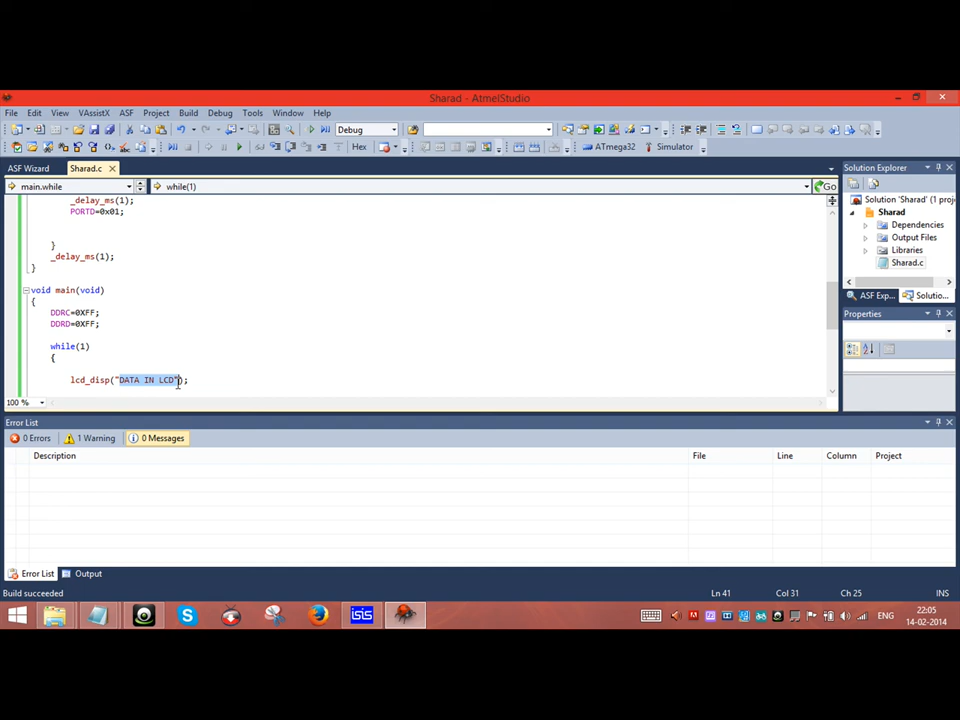 Sharad - AtmelStudio
File Edit View VAssistX ASF Project Build Debug Tools Window Help
Debug
Hex ATmega32 Simulator
ASF Wizard Sharad.c
main.while while(1) Go
_delay_ms(1);
PORTD=0x01;
}
_delay_ms(1);
}
void main(void)
{
DDRC=0XFF;
DDRD=0XFF;
while(1)
{
lcd_disp("DATA IN LCD");
100 %
Solution Explorer
Solution 'Sharad' (1 proj
Sharad
Dependencies
Output Files
Libraries
Sharad.c
ASF Exp... Solutio...
Properties
Error List
0 Errors 1 Warning 0 Messages
Description File Line Column Project
Error List Output
Build succeeded Ln 41 Col 31 Ch 25 INS
isis ENG 22:05
14-02-2014